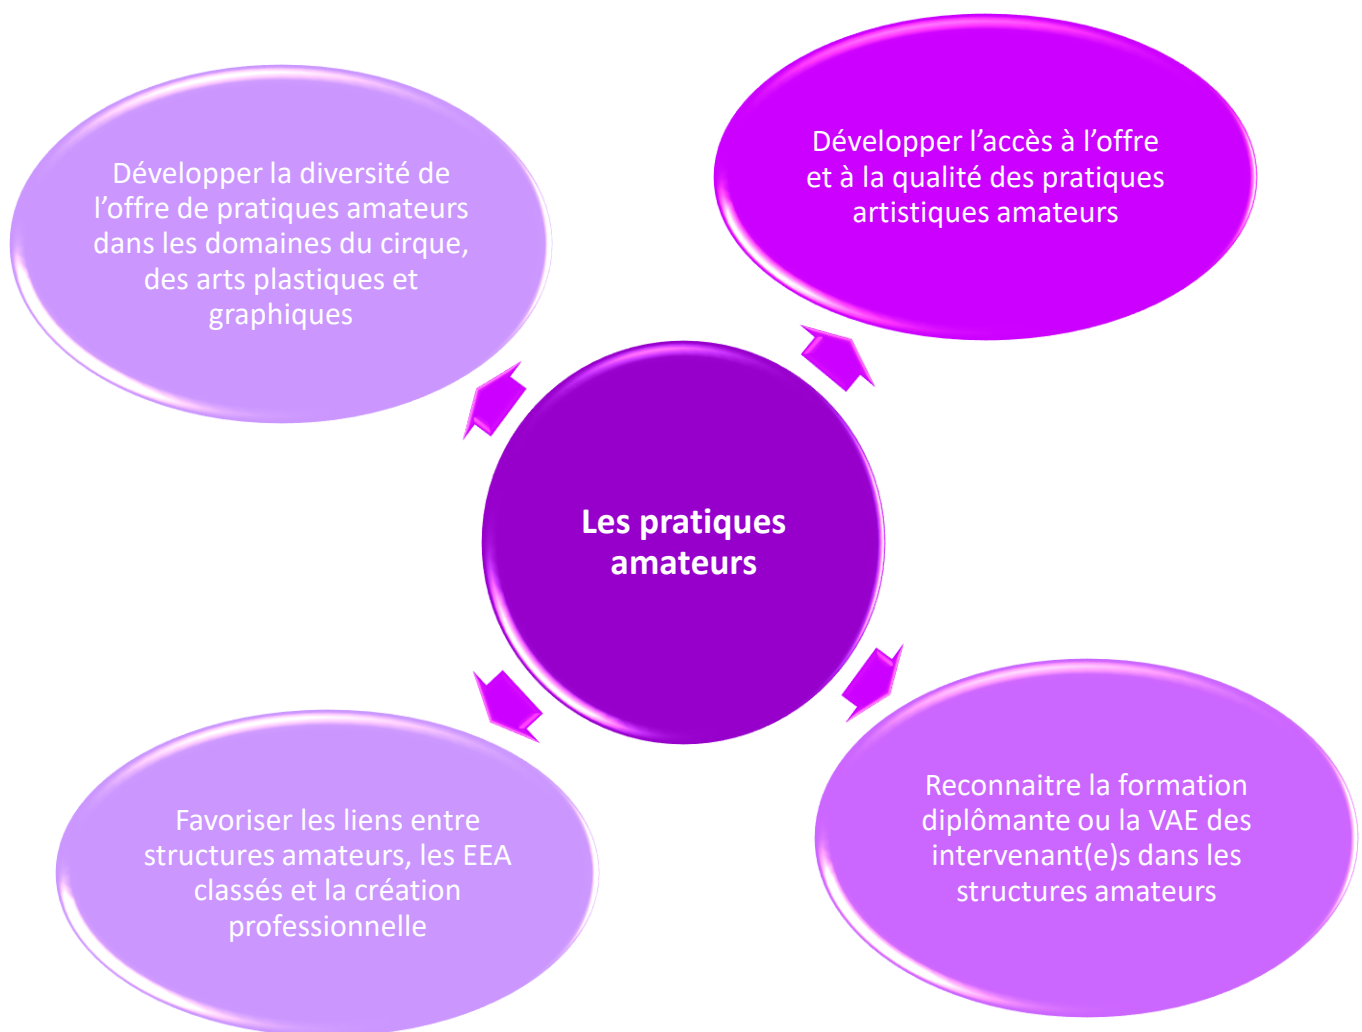 Développer la diversité de
l’offre de pratiques amateurs
dans les domaines du cirque,
des arts plastiques et
graphiques
Développer l’accès à l’offre
et à la qualité des pratiques
artistiques amateurs
Les pratiques
amateurs
Favoriser les liens entre
structures amateurs, les EEA
classés et la création
professionnelle
Reconnaitre la formation
diplômante ou la VAE des
intervenant(e)s dans les
structures amateurs